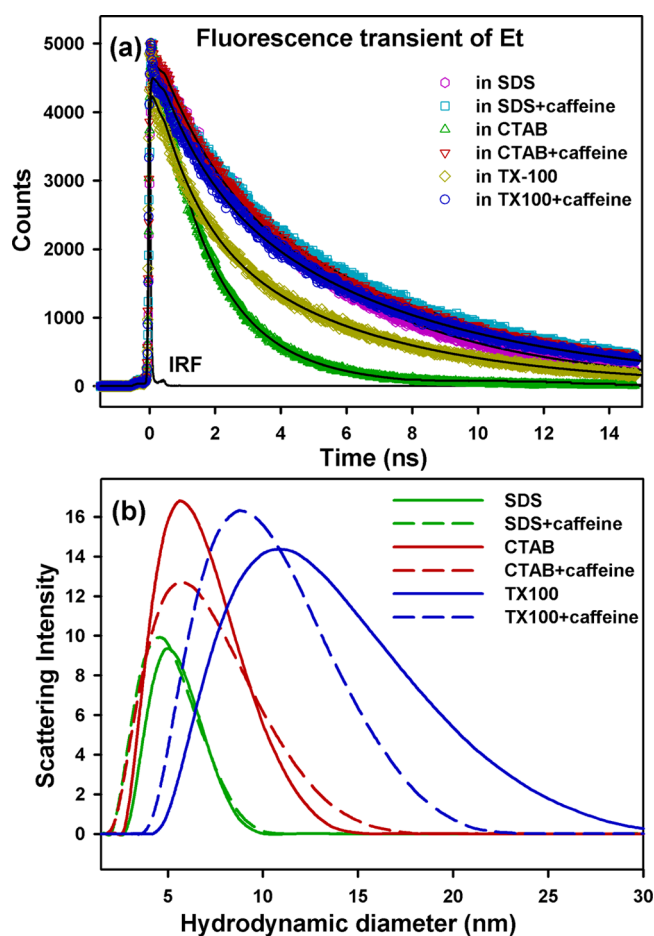 (a) Fluorescence transient of Et
in SDS
in SDS+caffeine
in CTAB
in CTAB+caffeine
in TX-100
in TX100+caffeine
5000
4000
3000
2000
1000
0
Counts
IRF
0 2 4 6 8 10 12 14
Time (ns)
(b)
SDS
SDS+caffeine
CTAB
CTAB+caffeine
TX100
TX100+caffeine
16
14
12
10
8
6
4
2
0
Scattering Intensity
5 10 15 20 25 30
Hydrodynamic diameter (nm)